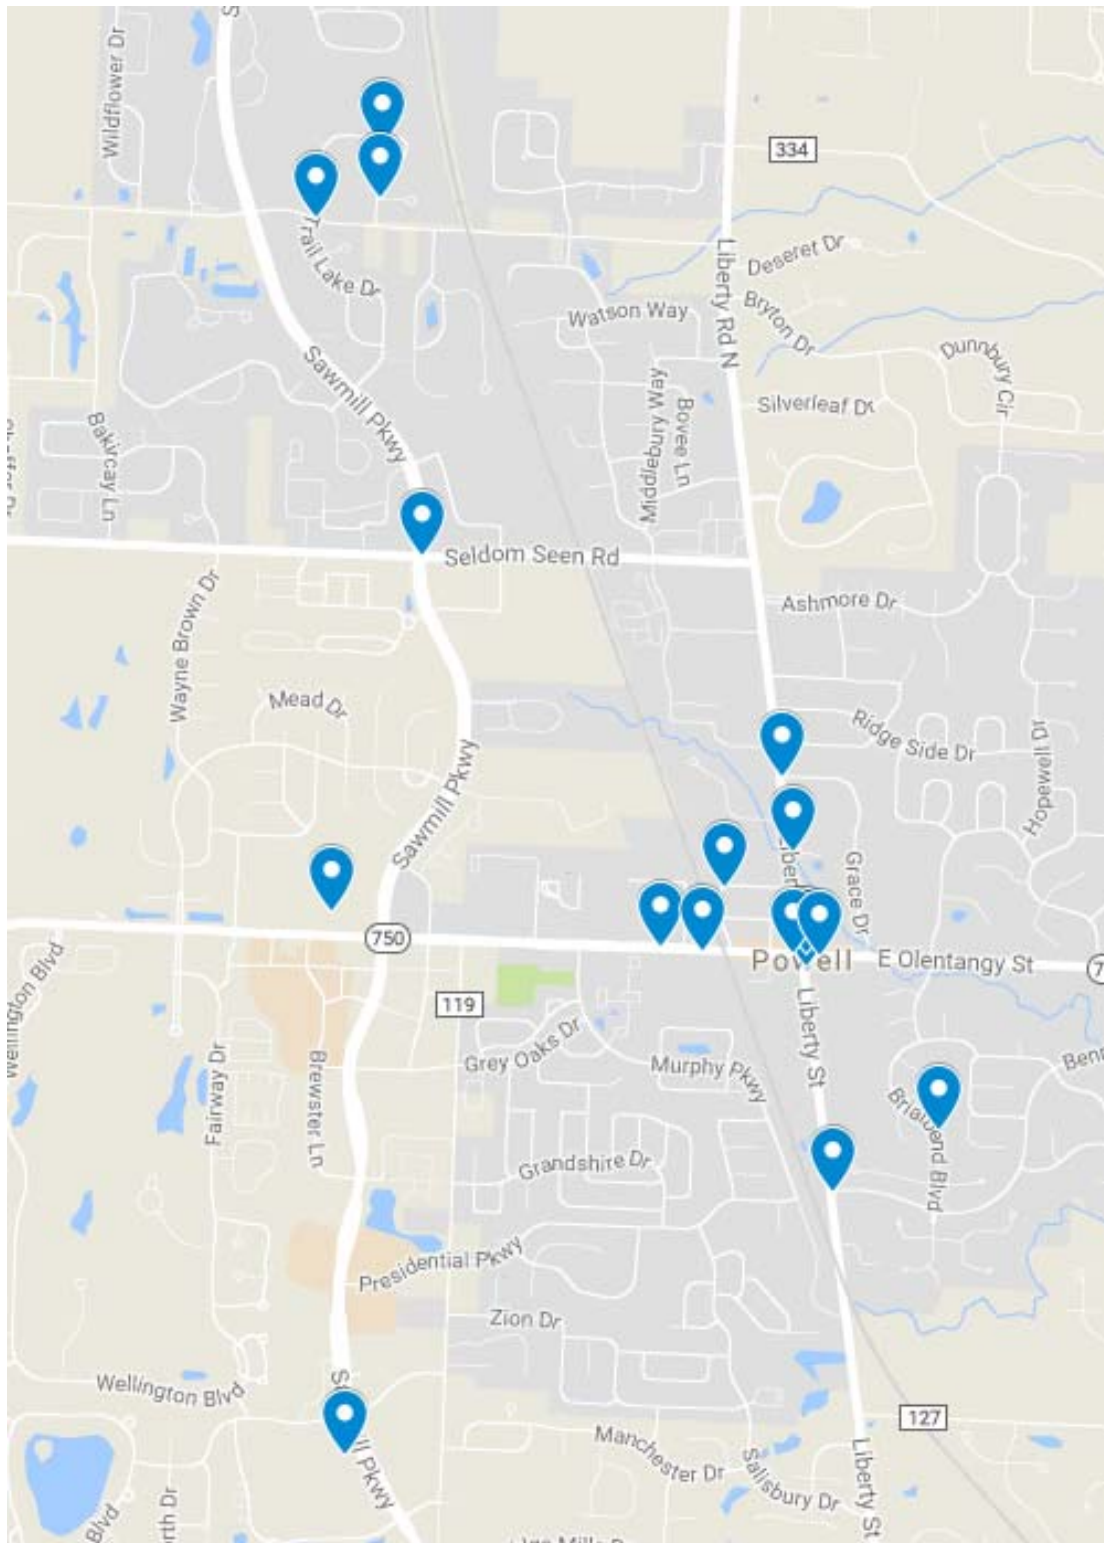 Wildflower Dr
334
Trail Lake Dr
Liberty Rd N
Deseret Dr
Watson Way
Bryton Dr
Dunnbury Cir
Sawmill Pkwy
Middlebury Way
Bovee Ln
Silverleaf Dr
Bakircay Ln
Seldom Seen Rd
Wayne Brown Dr
Ashmore Dr
Mead Dr
Ridge Side Dr
Hopewell Dr
Sawmill Pkwy
Grace Dr
750
Powell
E Olentangy St
Wellington Blvd
119
Liberty St
Grey Oaks Dr
Murphy Pkwy
Fairway Dr
Brewster Ln
Blvd
Grandshire Dr
Presidential Pkwy
Zion Dr
Wellington Blvd
Pkwy
127
Manchester Dr
Salisbury Dr
Liberty St
Blvd